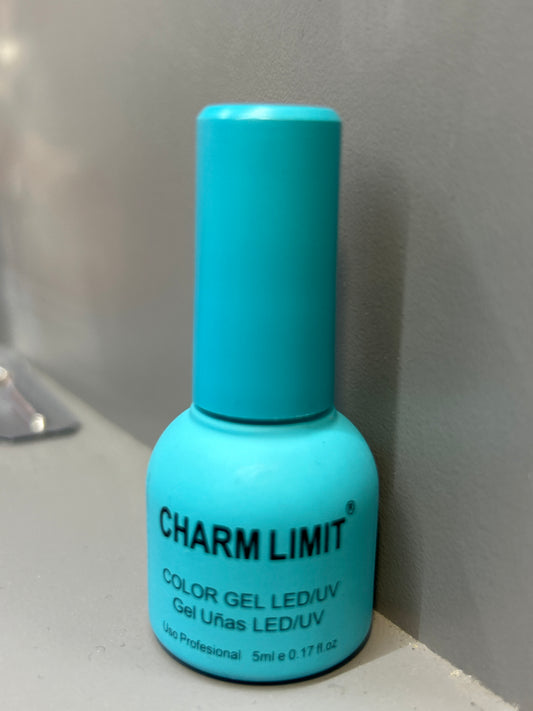 CHARM LIMIT®
COLOR GEL LED/UV
Gel Uñas LED/UV
Uso Profesional 5ml e 0.17 fl.oz